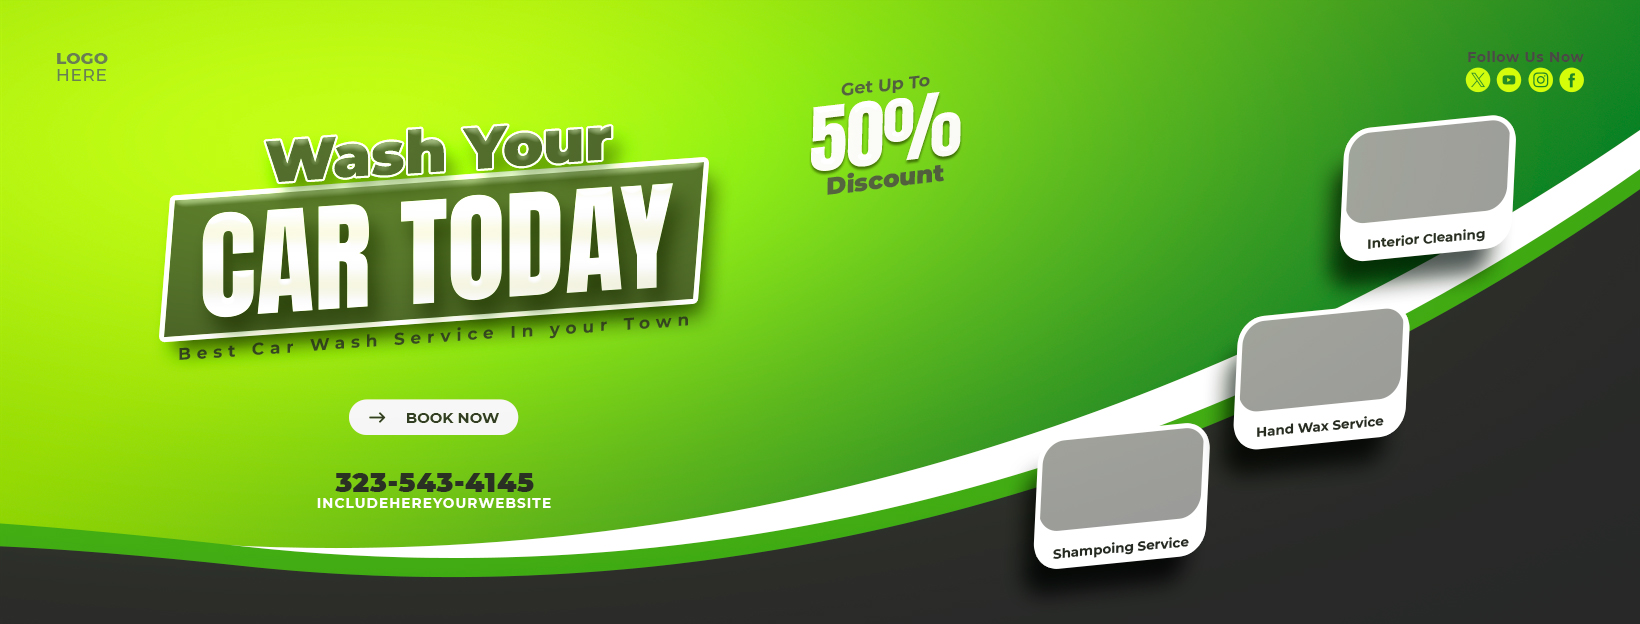 LOGO
HERE
Wash Your
CAR TODAY
Best Car Wash Service In your Town
BOOK NOW
323-543-4145
INCLUDEHEREYOURWEBSITE
Get Up To
50%
Discount
Follow Us Now
Interior Cleaning
Hand Wax Service
Shampoing Service